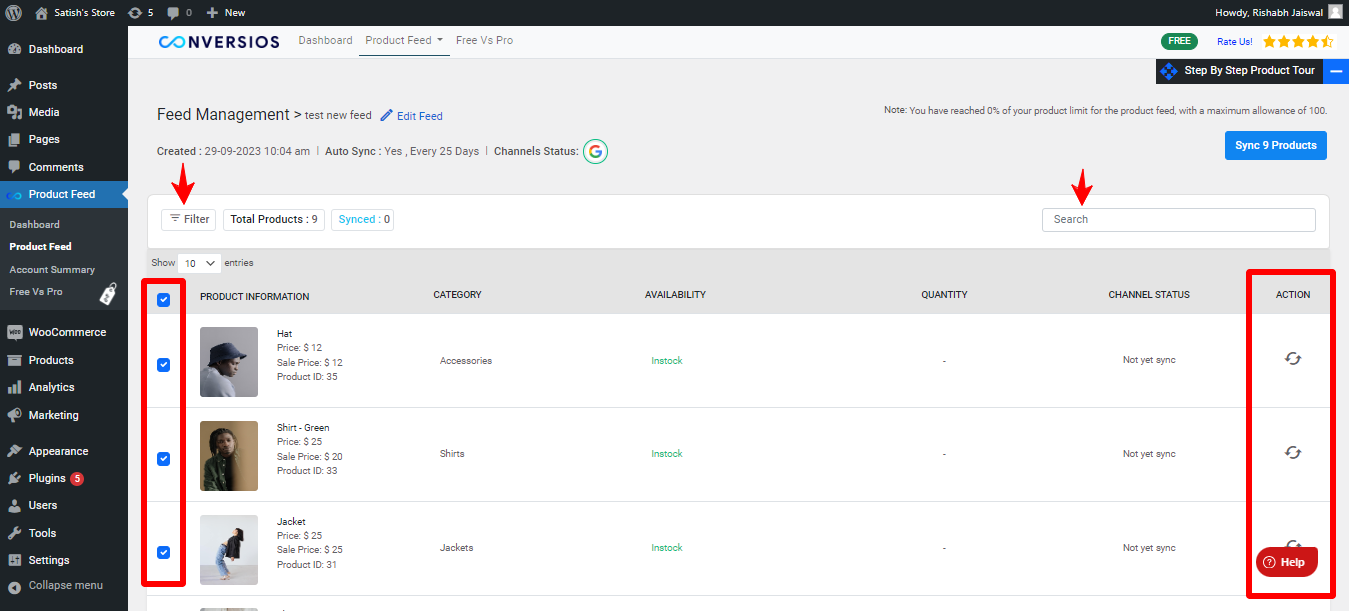 Satish's Store 5 0 New Howdy, Rishabh Jaiswal
CONVERSIOS Dashboard Product Feed Free Vs Pro FREE Rate Us!
Step By Step Product Tour
Dashboard
Posts
Media
Pages
Comments
Product Feed
Dashboard
Product Feed
Account Summary
Free Vs Pro
WooCommerce
Products
Analytics
Marketing
Appearance
Plugins 5
Users
Tools
Settings
Collapse menu
Feed Management > test new feed Edit Feed
Note: You have reached 0% of your product limit for the product feed, with a maximum allowance of 100.
Created : 29-09-2023 10:04 am | Auto Sync : Yes , Every 25 Days | Channels Status: G
Sync 9 Products
Filter Total Products : 9 Synced : 0 Search
Show 10 entries
PRODUCT INFORMATION CATEGORY AVAILABILITY QUANTITY CHANNEL STATUS ACTION
Hat
Price: $ 12
Sale Price: $ 12
Product ID: 35
Accessories Instock - Not yet sync
Shirt - Green
Price: $ 25
Sale Price: $ 20
Product ID: 33
Shirts Instock - Not yet sync
Jacket
Price: $ 25
Sale Price: $ 25
Product ID: 31
Jackets Instock - Not yet sync
Help